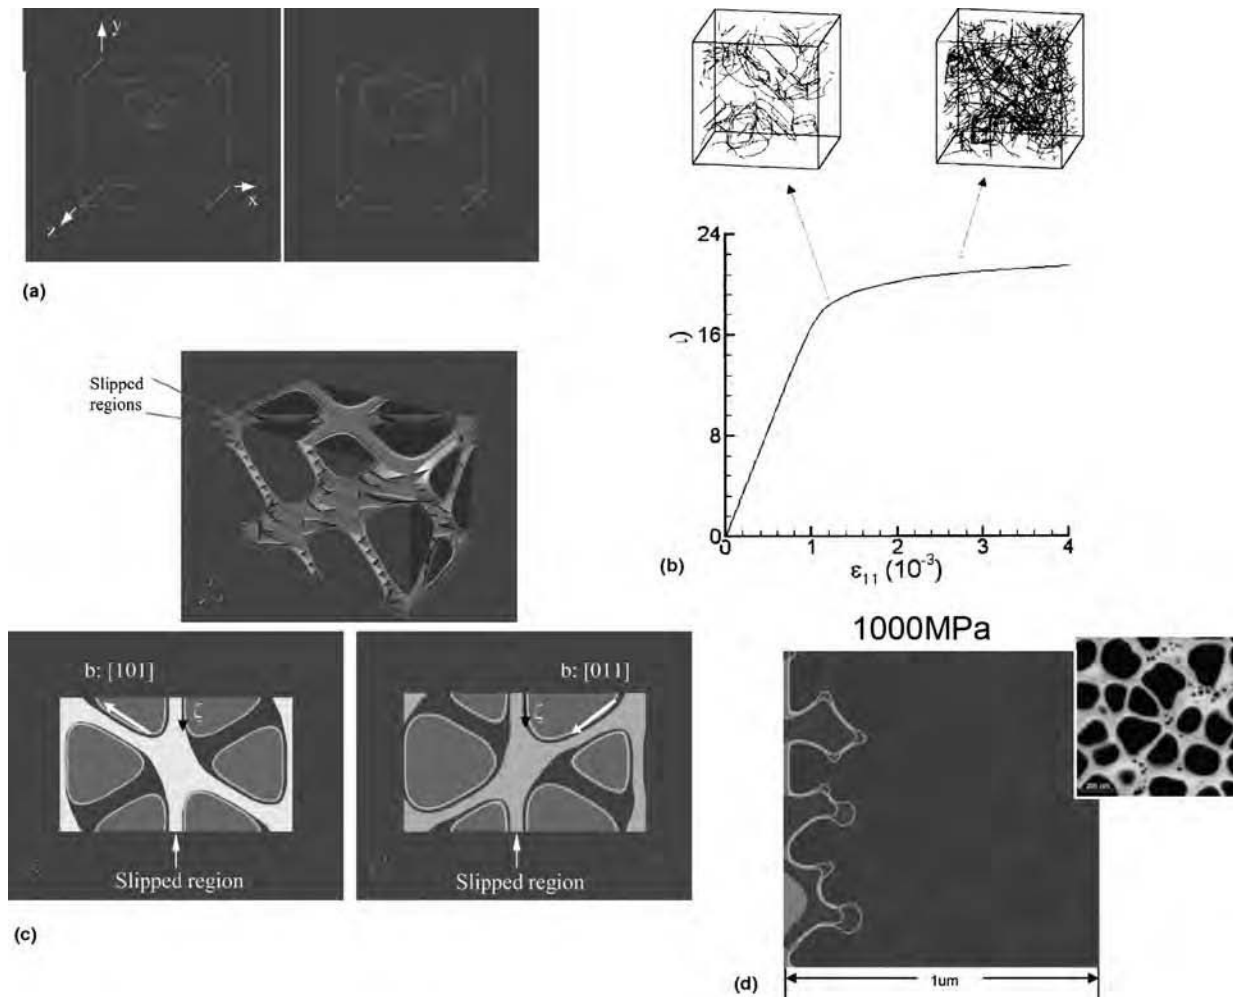 y
x
z
(a)
24
16
8
0
0
1
2
3
4
ε11 (10-3)
(b)
Slipped
regions
b: [101]
ζ
Slipped region
b: [011]
ζ
Slipped region
(c)
1000MPa
1um
(d)